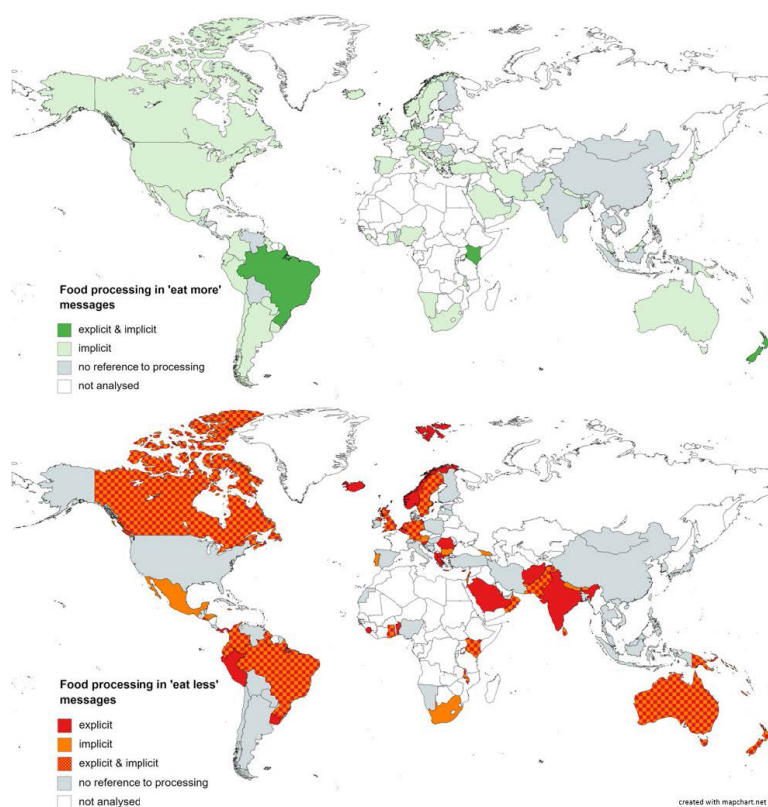 Food processing in 'eat more'
messages
explicit & implicit
implicit
no reference to processing
not analysed
Food processing in 'eat less'
messages
explicit
implicit
explicit & implicit
no reference to processing
not analysed
created with mapchart.net